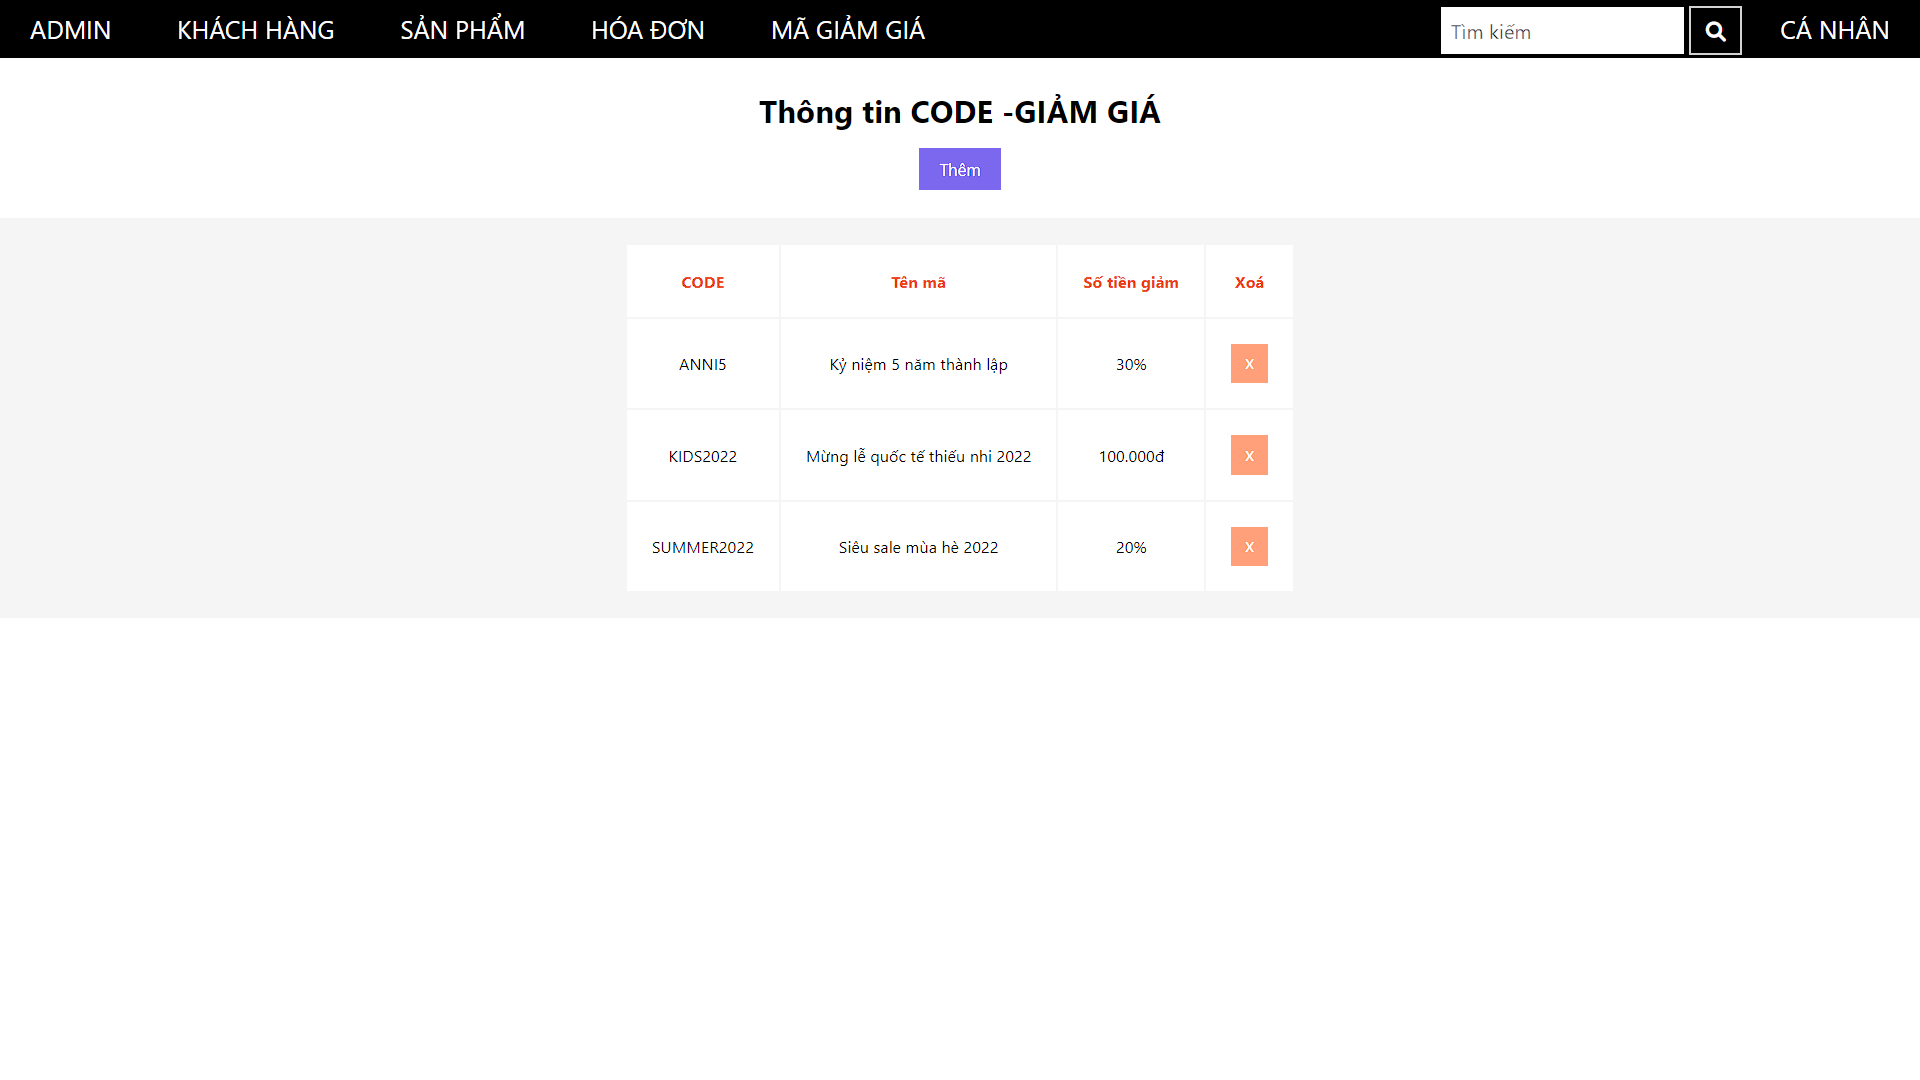 ADMIN KHÁCH HÀNG SẢN PHẨM HÓA ĐƠN MÃ GIẢM GIÁ Tìm kiếm CÁ NHÂN
Thông tin CODE -GIẢM GIÁ
Thêm
CODE Tên mã Số tiền giảm Xoá
ANNI5 Kỷ niệm 5 năm thành lập 30% X
KIDS2022 Mừng lễ quốc tế thiếu nhi 2022 100.000đ X
SUMMER2022 Siêu sale mùa hè 2022 20% X